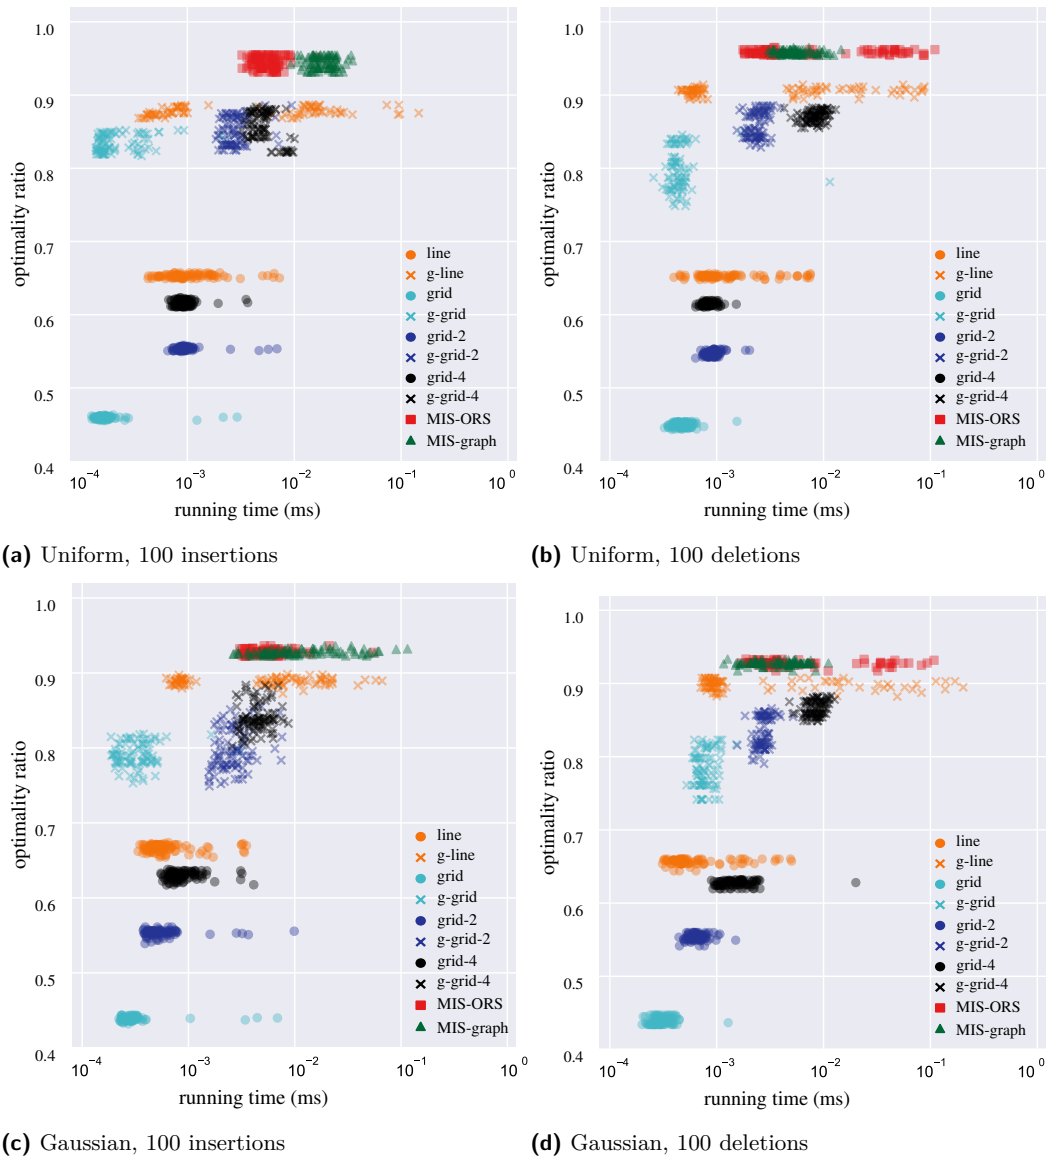 1.0
0.9
0.8
0.7
0.6
0.5
0.4
optimality ratio
line
g-line
grid
g-grid
grid-2
g-grid-2
grid-4
g-grid-4
MIS-ORS
MIS-graph
10⁻⁴ 10⁻³ 10⁻² 10⁻¹ 10⁰
running time (ms)
(a) Uniform, 100 insertions
1.0
0.9
0.8
0.7
0.6
0.5
0.4
optimality ratio
line
g-line
grid
g-grid
grid-2
g-grid-2
grid-4
g-grid-4
MIS-ORS
MIS-graph
10⁻⁴ 10⁻³ 10⁻² 10⁻¹ 10⁰
running time (ms)
(b) Uniform, 100 deletions
1.0
0.9
0.8
0.7
0.6
0.5
0.4
optimality ratio
line
g-line
grid
g-grid
grid-2
g-grid-2
grid-4
g-grid-4
MIS-ORS
MIS-graph
10⁻⁴ 10⁻³ 10⁻² 10⁻¹ 10⁰
running time (ms)
(c) Gaussian, 100 insertions
1.0
0.9
0.8
0.7
0.6
0.5
0.4
optimality ratio
line
g-line
grid
g-grid
grid-2
g-grid-2
grid-4
g-grid-4
MIS-ORS
MIS-graph
10⁻⁴ 10⁻³ 10⁻² 10⁻¹ 10⁰
running time (ms)
(d) Gaussian, 100 deletions